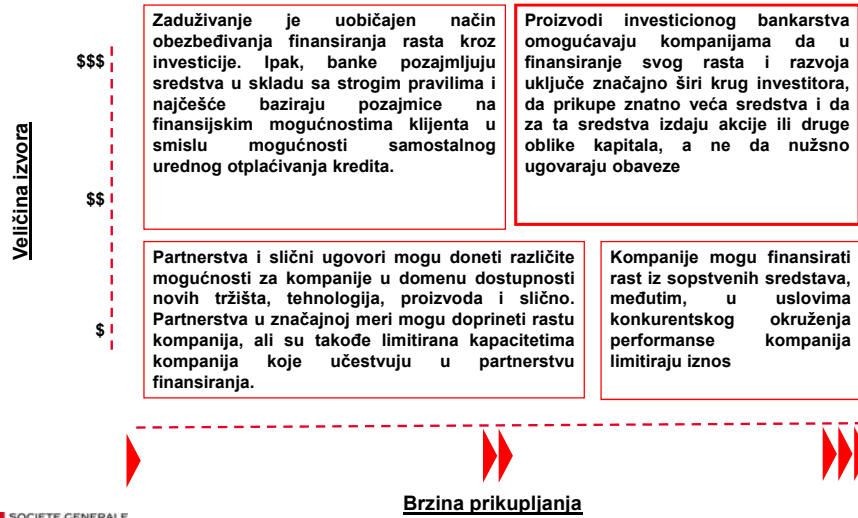 Zaduživanje je uobičajen način
obezbeđivanja finansiranja rasta kroz
investicije. Ipak, banke pozajmljuju
sredstva u skladu sa strogim pravilima i
najčešće baziraju pozajmice na
finansijskim mogućnostima klijenta u
smislu mogućnosti samostalnog
urednog otplaćivanja kredita.
Proizvodi investicionog bankarstva
omogućavaju kompanijama da u
finansiranje svog rasta i razvoja
uključe značajno širi krug investitora,
da prikupe znatno veća sredstva i da
za ta sredstva izdaju akcije ili druge
oblike kapitala, a ne da nužsno
ugovaraju obaveze
$$$
$$
$
Veličina izvora
Partnerstva i slični ugovori mogu doneti različite
mogućnosti za kompanije u domenu dostupnosti
novih tržišta, tehnologija, proizvoda i slično.
Partnerstva u značajnoj meri mogu doprineti rastu
kompanija, ali su takođe limitirana kapacitetima
kompanija koje učestvuju u partnerstvu
finansiranja.
Kompanije mogu finansirati
rast iz sopstvenih sredstava,
međutim, u uslovima
konkurentskog okruženja
performanse kompanija
limitiraju iznos
Brzina prikupljanja
SOCIETE GENERALE